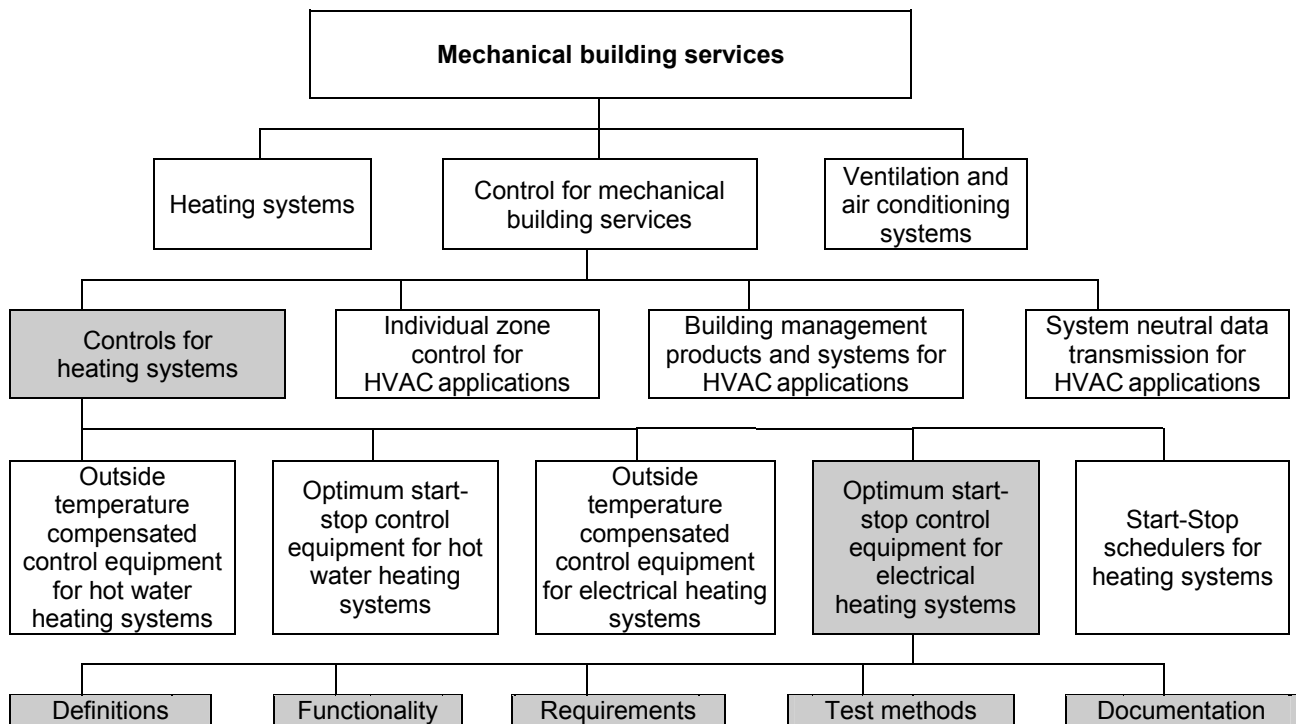 Mechanical building services
Heating systems
Control for mechanical
building services
Ventilation and
air conditioning
systems
Controls for
heating systems
Individual zone
control for
HVAC applications
Building management
products and systems for
HVAC applications
System neutral data
transmission for
HVAC applications
Outside
temperature
compensated
control equipment
for hot water
heating systems
Optimum start-
stop control
equipment for hot
water heating
systems
Outside
temperature
compensated
control equipment
for electrical heating
systems
Optimum start-
stop control
equipment for
electrical
heating systems
Start-Stop
schedulers for
heating systems
Definitions
Functionality
Requirements
Test methods
Documentation